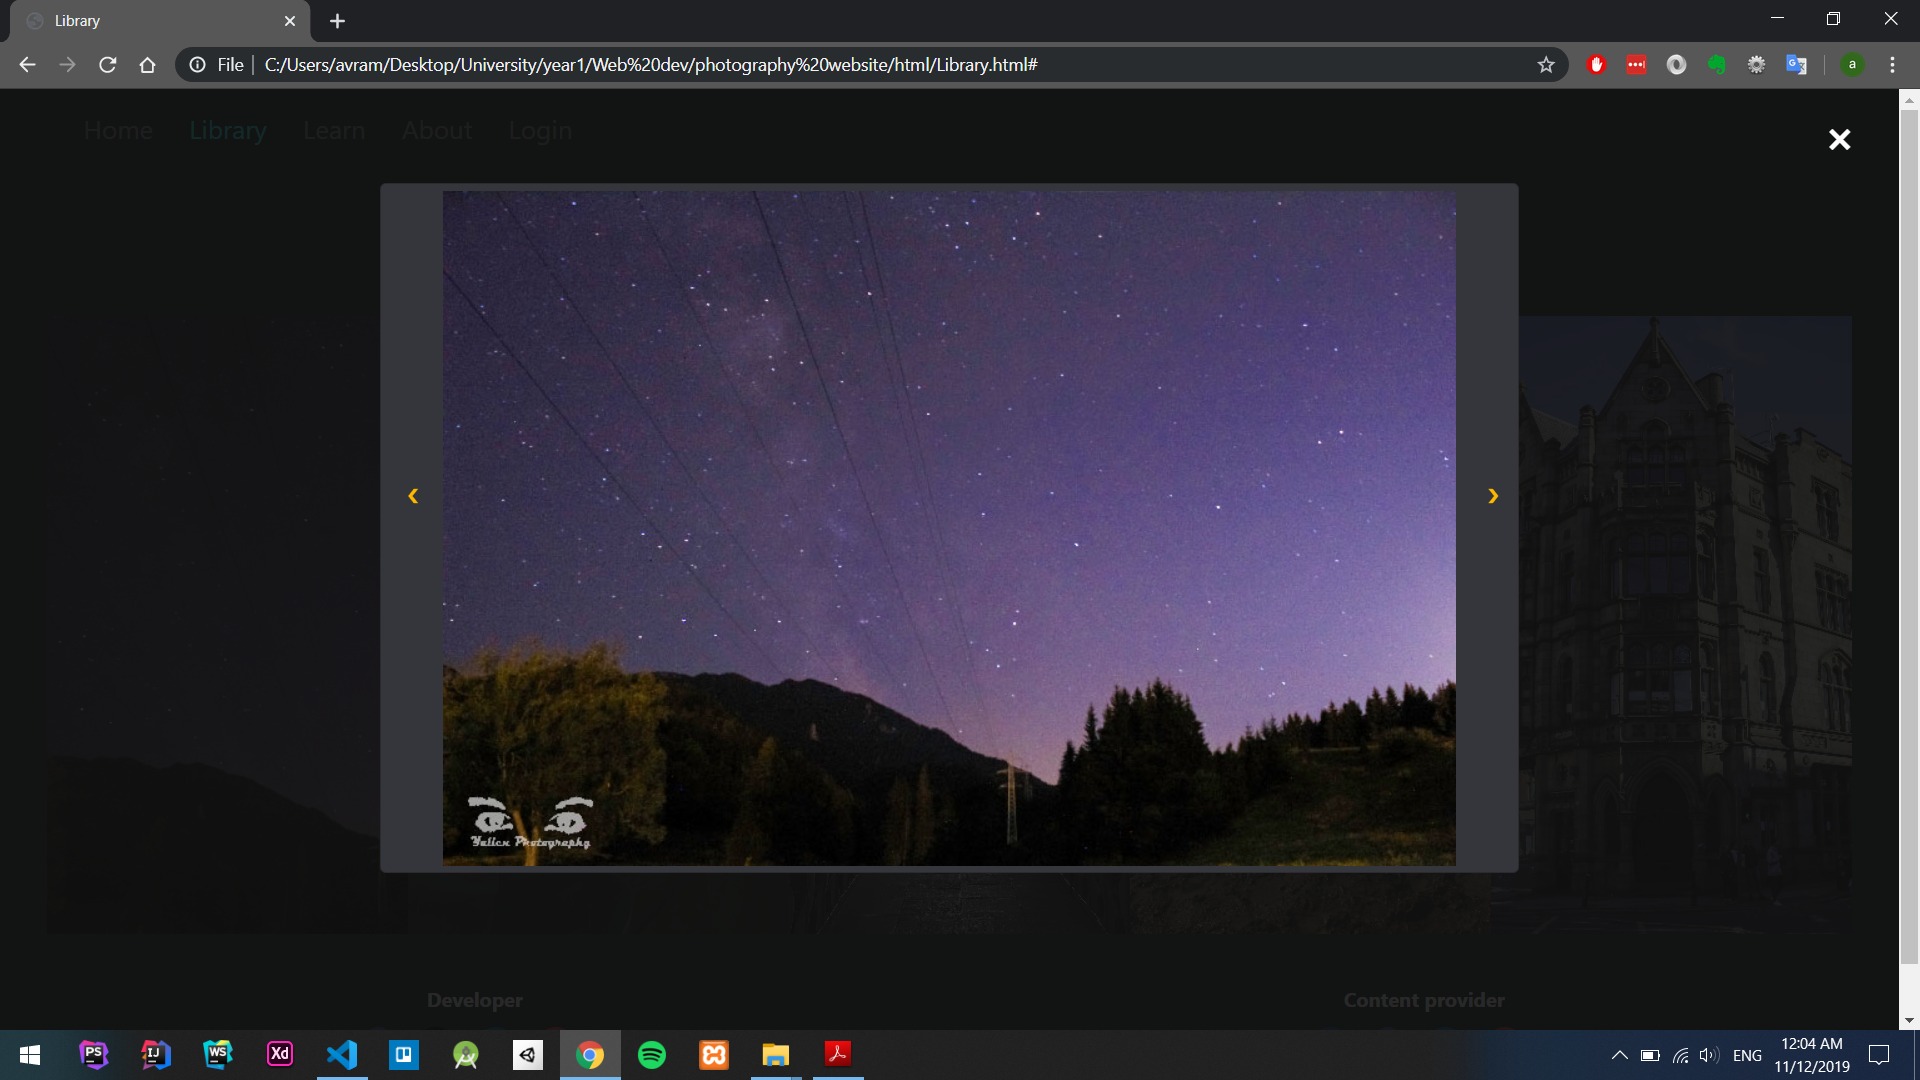 Library
File
C:/Users/avram/Desktop/University/year1/Web%20dev/photography%20website/html/Library.html#
a
Home Library Learn About Login
Yallen Photography
Developer
Content provider
PS
IJ
WS
Xd
ENG
12:04 AM
11/12/2019